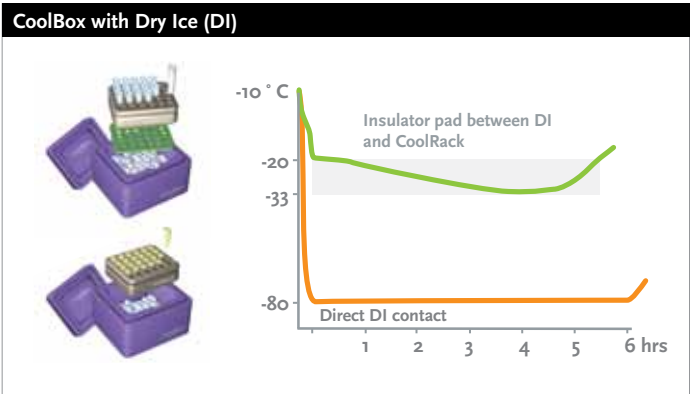 CoolBox with Dry Ice (DI)
-10 ° C
Insulator pad between DI
and CoolRack
-20
-33
-80
Direct DI contact
1 2 3 4 5 6 hrs